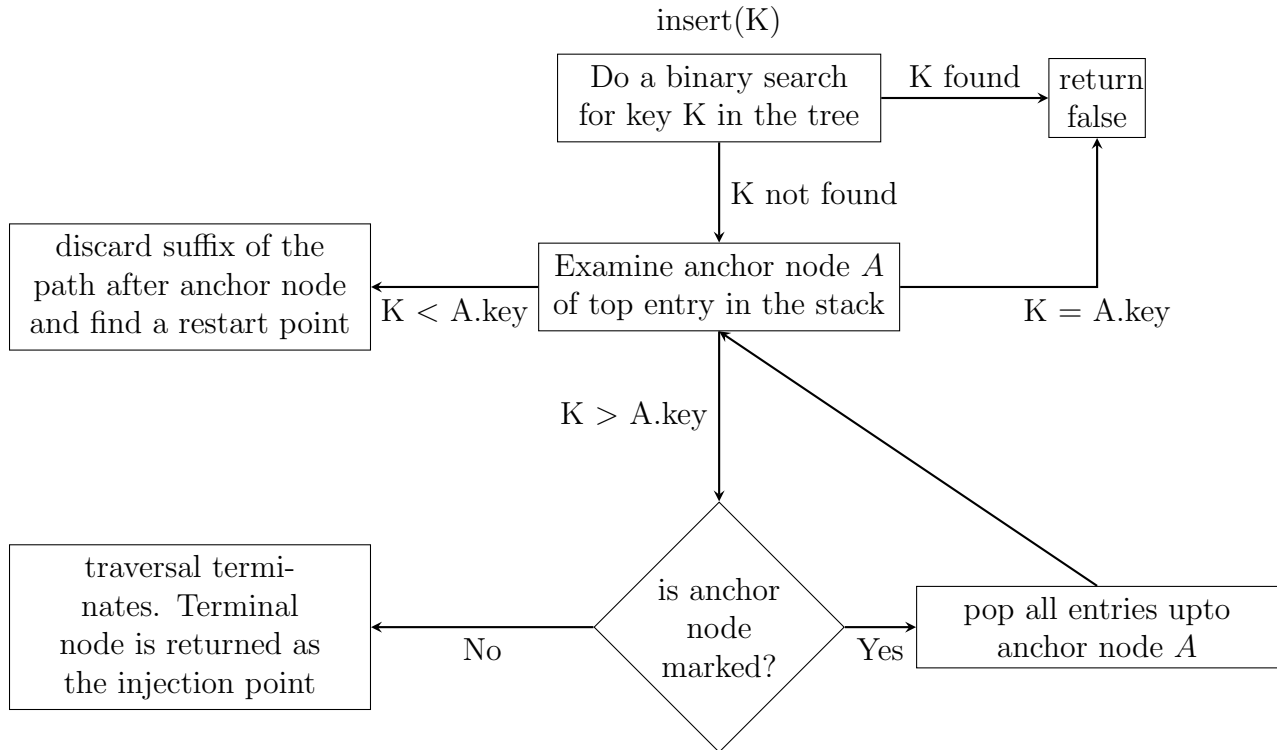 insert(K)
Do a binary search
for key K in the tree
K found
return
false
K not found
discard suffix of the
path after anchor node
and find a restart point
K < A.key
Examine anchor node A
of top entry in the stack
K = A.key
K > A.key
traversal termi-
nates. Terminal
node is returned as
the injection point
No
is anchor
node
marked?
Yes
pop all entries upto
anchor node A